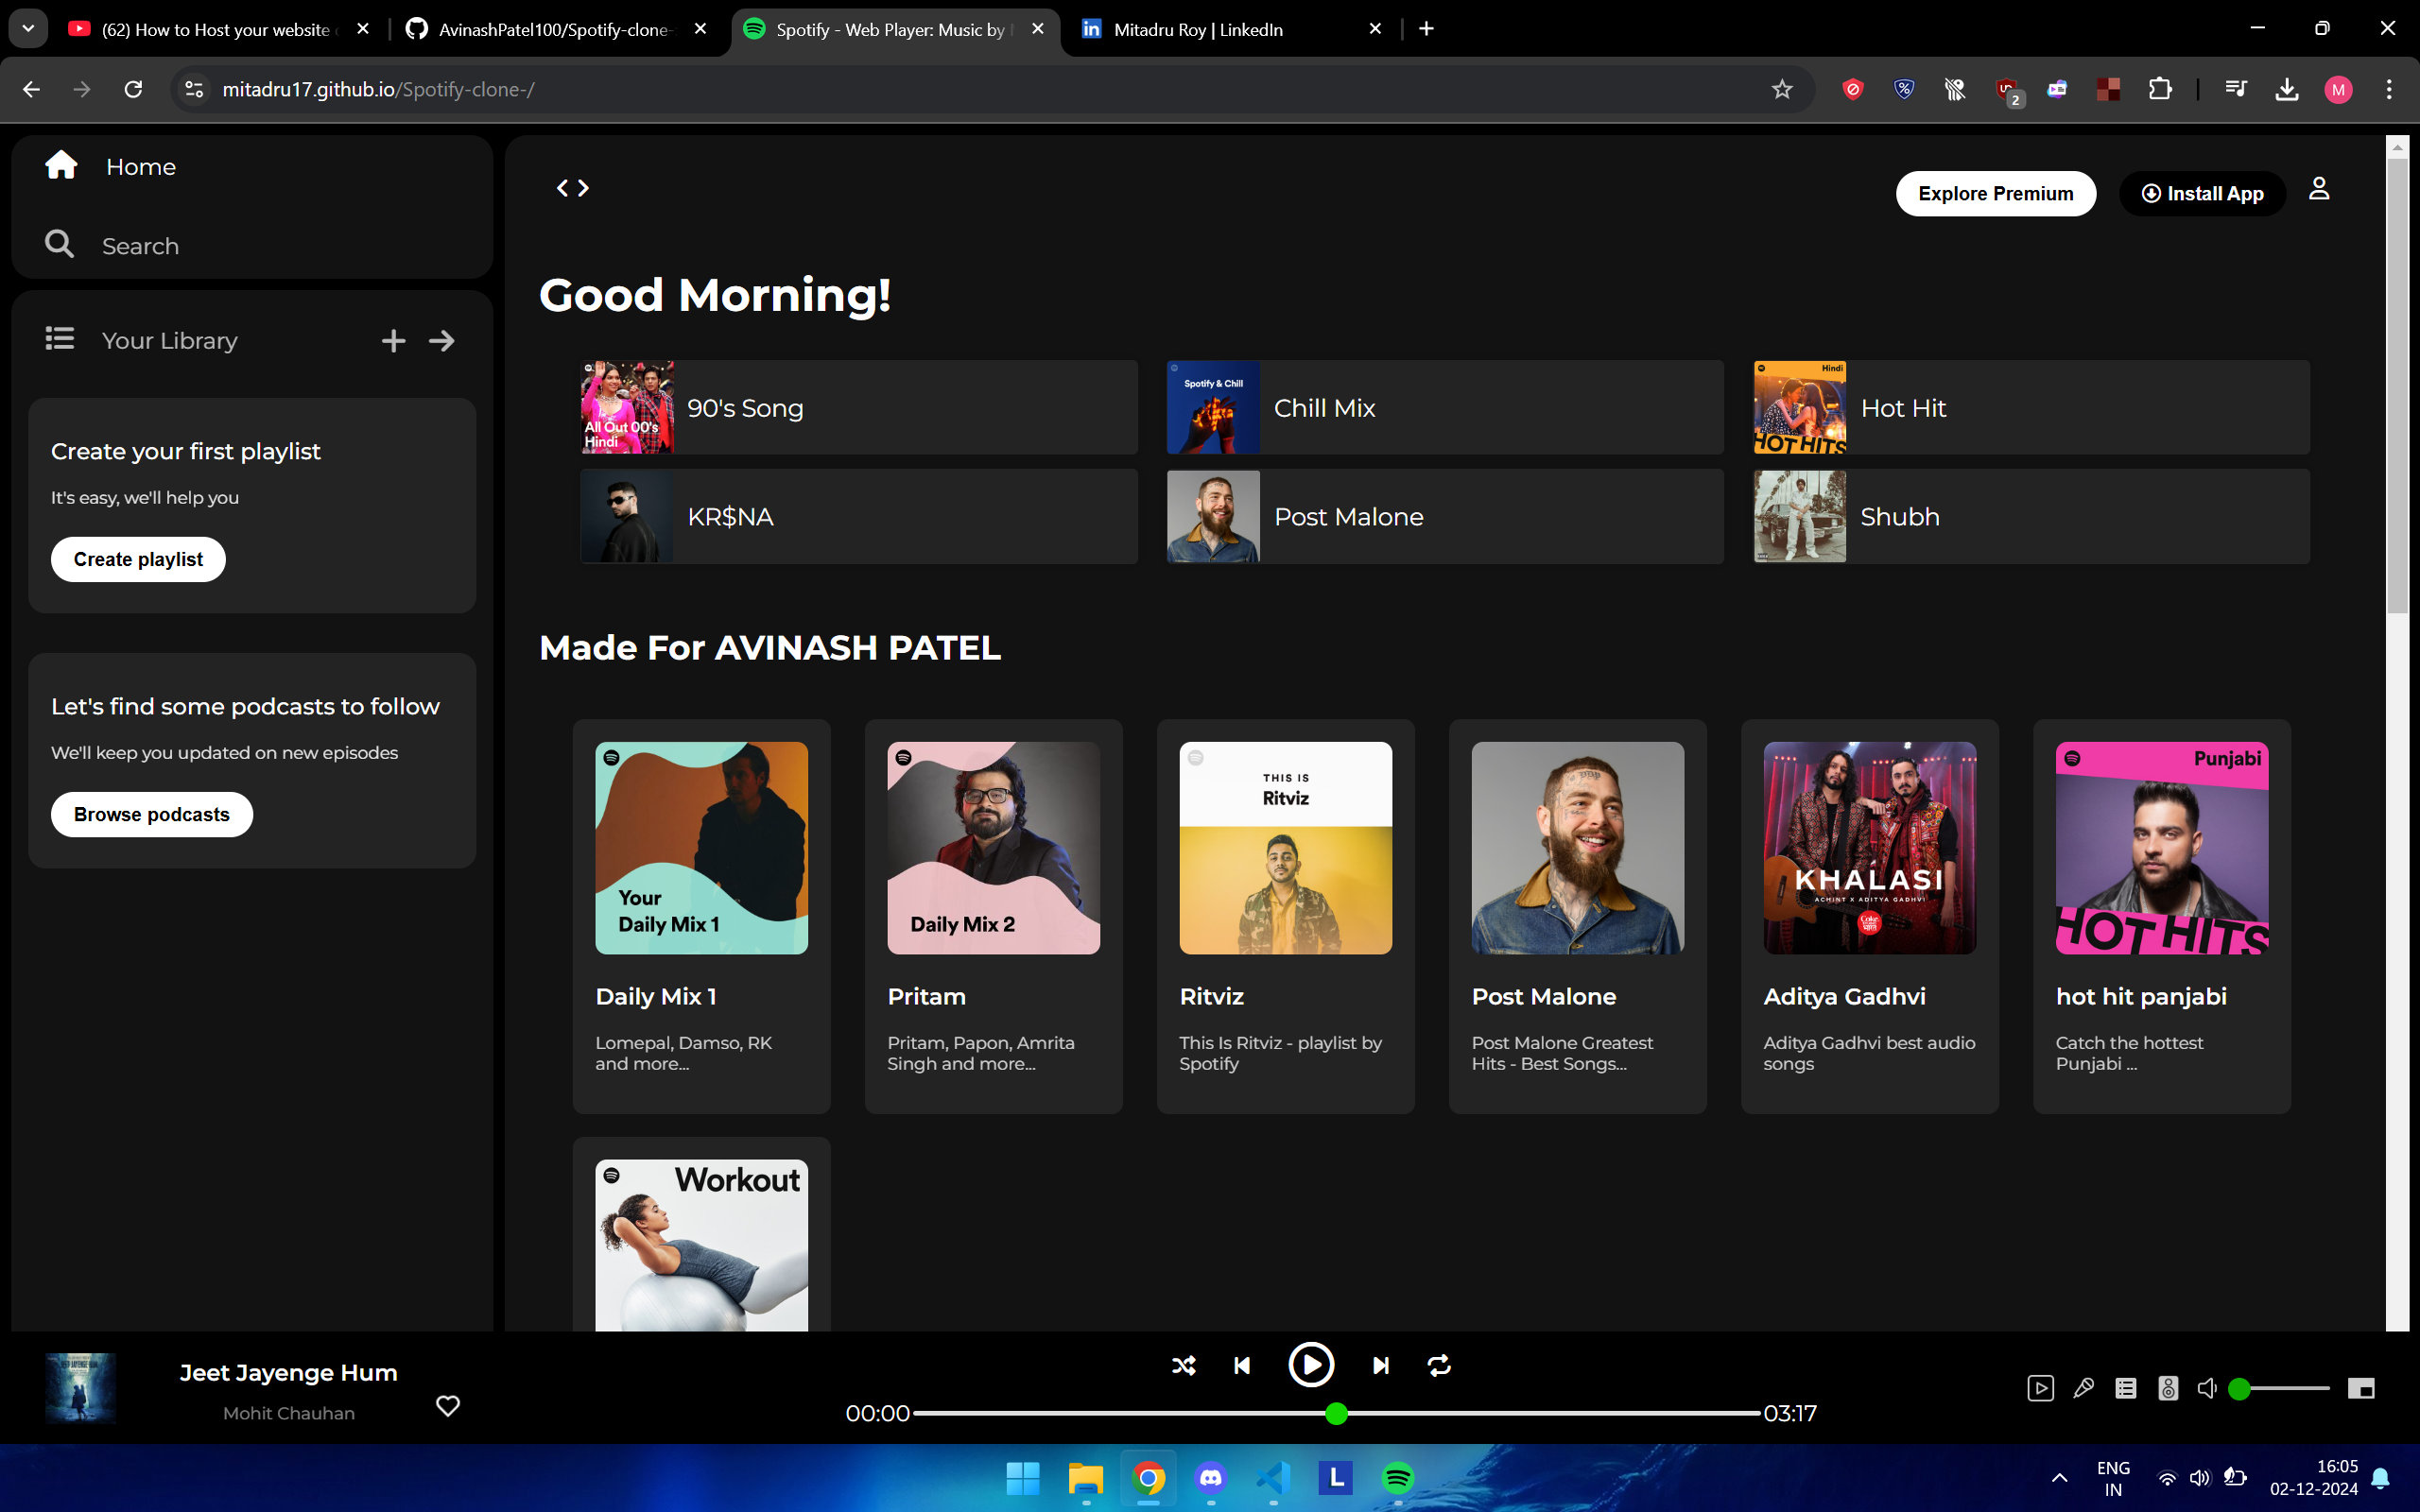 (62) How to Host your website
AvinashPatel100/Spotify-clone-
Spotify - Web Player: Music by
Mitadru Roy | LinkedIn
mitadru17.github.io/Spotify-clone-/
2
M
Home
Search
Your Library
Create your first playlist
It's easy, we'll help you
Create playlist
Let's find some podcasts to follow
We'll keep you updated on new episodes
Browse podcasts
Explore Premium
Install App
Good Morning!
All Out 00's
Hindi
90's Song
Spotify & Chill
Chill Mix
Hindi
HOT HITS
Hot Hit
KR$NA
Post Malone
Shubh
Made For AVINASH PATEL
Your
Daily Mix 1
Daily Mix 1
Lomepal, Damso, RK
and more...
Daily Mix 2
Pritam
Pritam, Papon, Amrita
Singh and more...
THIS IS
Ritviz
Ritviz
This Is Ritviz - playlist by
Spotify
Post Malone
Post Malone Greatest
Hits - Best Songs...
KHALASI
ACHINT X ADITYA GADHVI
Aditya Gadhvi
Aditya Gadhvi best audio
songs
Punjabi
HOT HITS
hot hit panjabi
Catch the hottest
Punjabi ...
Workout
JEET JAYENGE HUM
Jeet Jayenge Hum
Mohit Chauhan
00:00
03:17
L
ENG
IN
16:05
02-12-2024